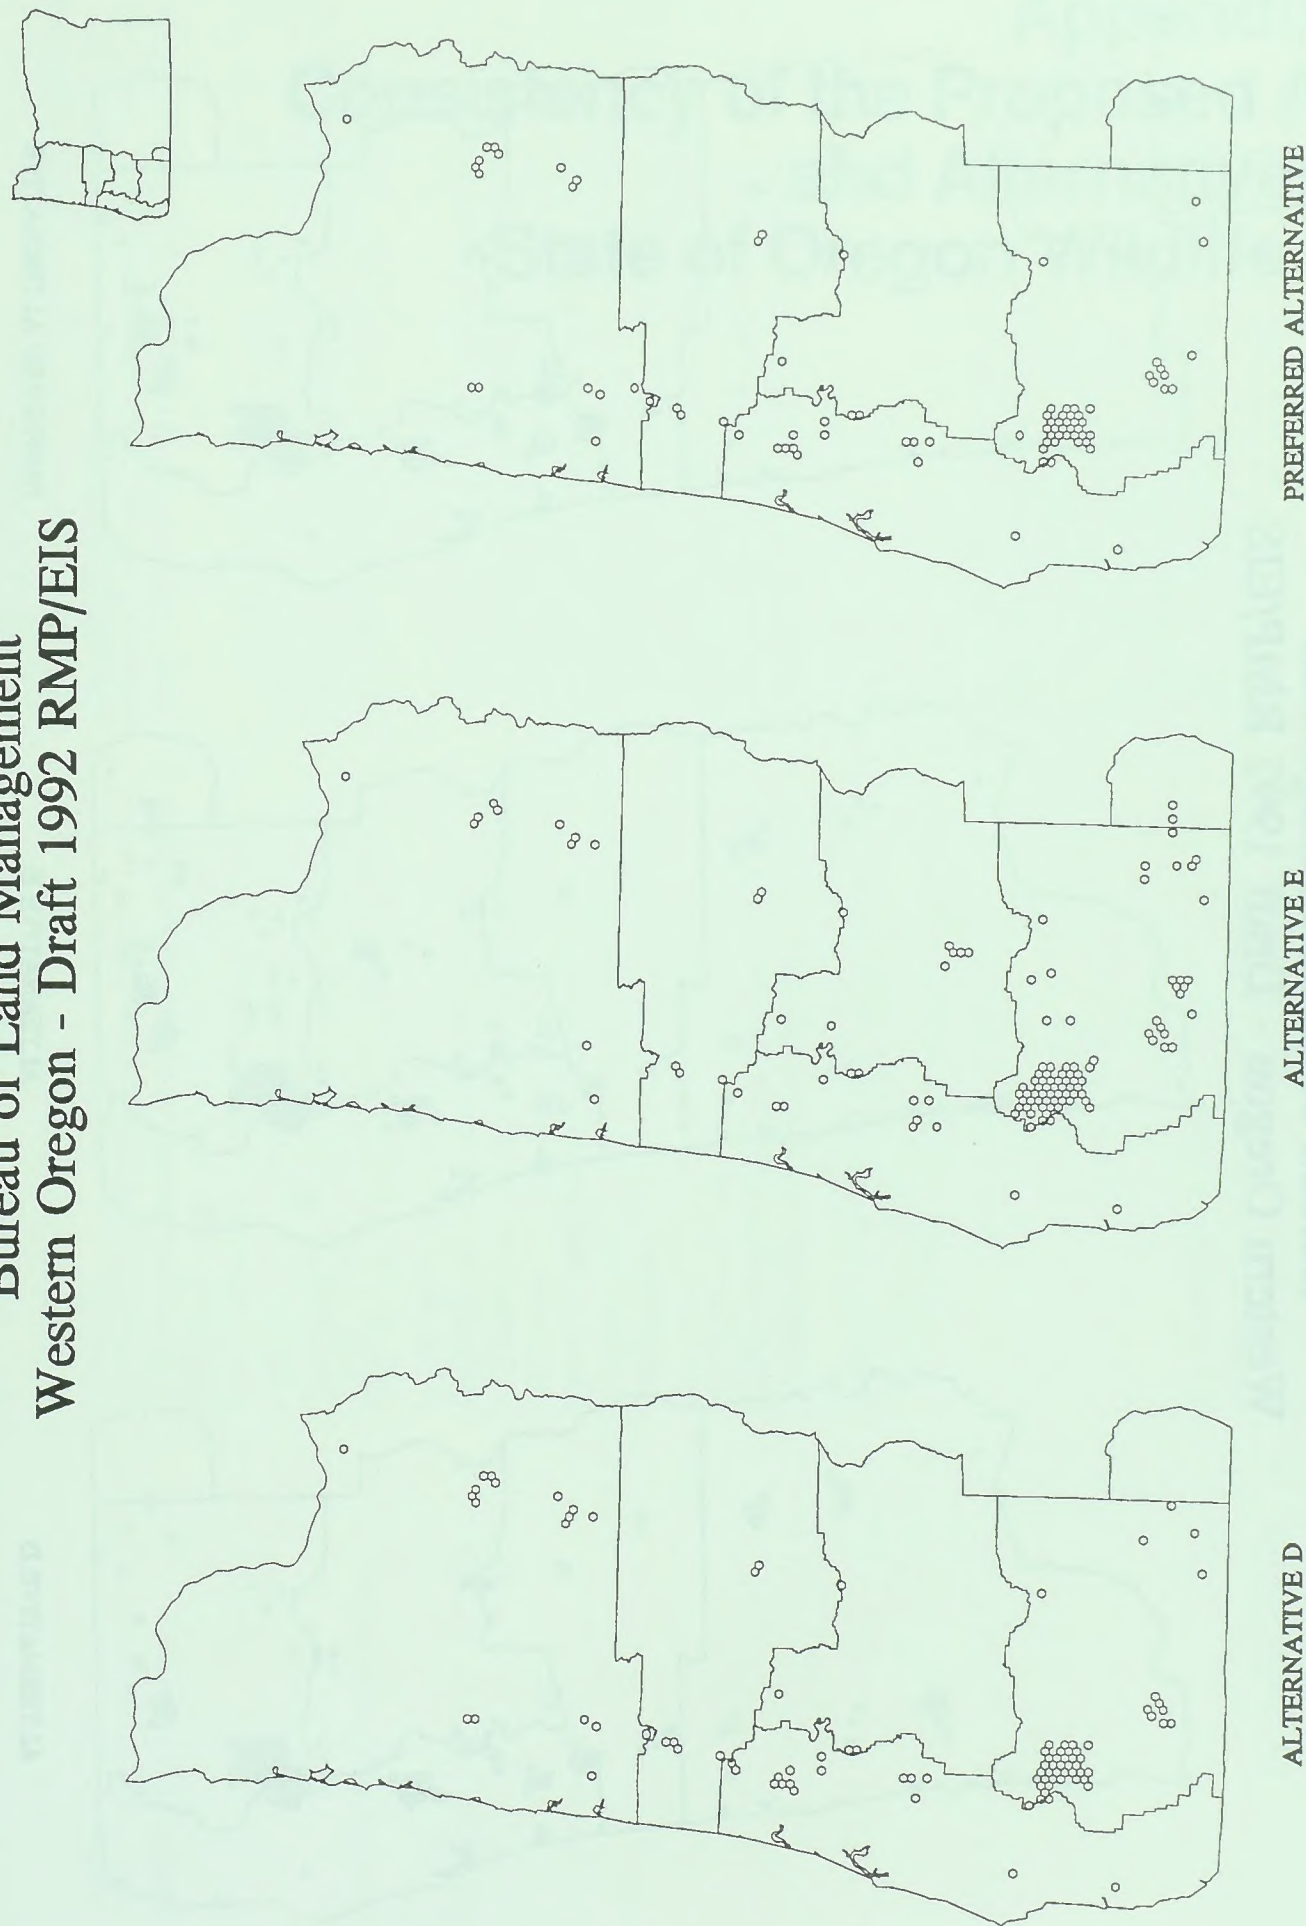 Bureau of Land Management
Western Oregon - Draft 1992 RMP/EIS
ALTERNATIVE D
ALTERNATIVE E
PREFERRED ALTERNATIVE